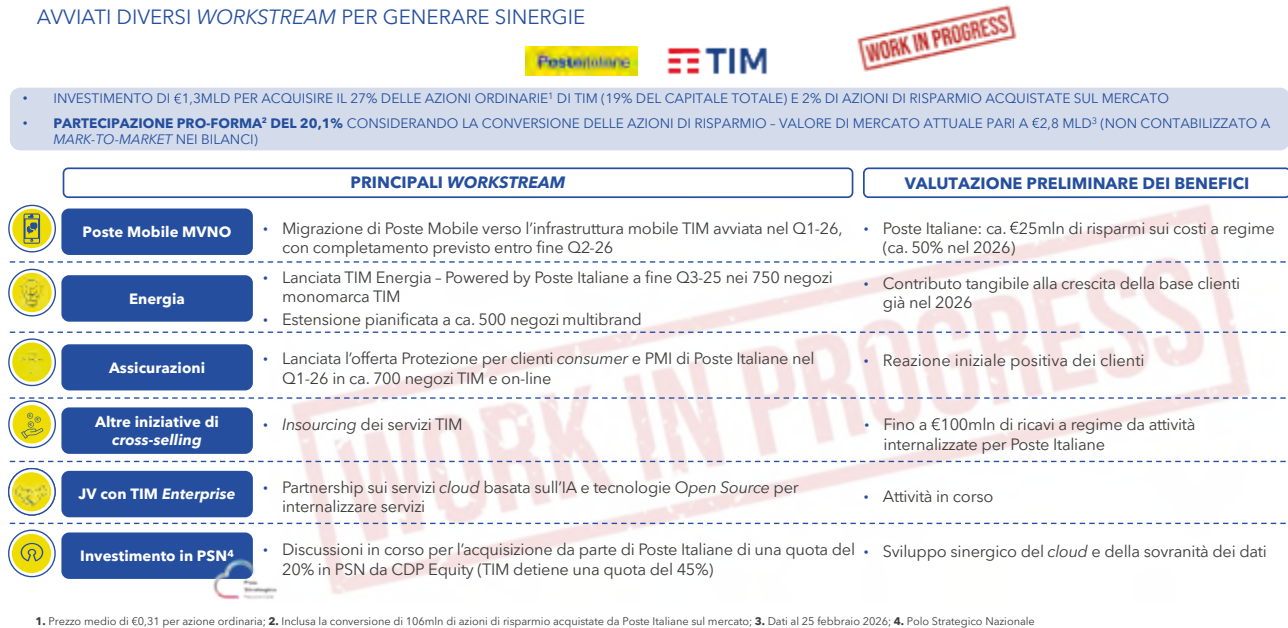 AVVIATI DIVERSI WORKSTREAM PER GENERARE SINERGIE
Posteitaliane
TIM
WORK IN PROGRESS
• INVESTIMENTO DI €1,3MLD PER ACQUISIRE IL 27% DELLE AZIONI ORDINARIE¹ DI TIM (19% DEL CAPITALE TOTALE) E 2% DI AZIONI DI RISPARMIO ACQUISTATE SUL MERCATO
• PARTECIPAZIONE PRO-FORMA² DEL 20,1% CONSIDERANDO LA CONVERSIONE DELLE AZIONI DI RISPARMIO – VALORE DI MERCATO ATTUALE PARI A €2,8 MLD³ (NON CONTABILIZZATO A
MARK-TO-MARKET NEI BILANCI)
PRINCIPALI WORKSTREAM
VALUTAZIONE PRELIMINARE DEI BENEFICI
Poste Mobile MVNO
• Migrazione di Poste Mobile verso l'infrastruttura mobile TIM avviata nel Q1-26,
con completamento previsto entro fine Q2-26
• Poste Italiane: ca. €25mln di risparmi sui costi a regime
(ca. 50% nel 2026)
Energia
• Lanciata TIM Energia – Powered by Poste Italiane a fine Q3-25 nei 750 negozi
monomarca TIM
• Estensione pianificata a ca. 500 negozi multibrand
• Contributo tangibile alla crescita della base clienti
già nel 2026
Assicurazioni
• Lanciata l'offerta Protezione per clienti consumer e PMI di Poste Italiane nel
Q1-26 in ca. 700 negozi TIM e on-line
• Reazione iniziale positiva dei clienti
Altre iniziative di
cross-selling
• Insourcing dei servizi TIM
• Fino a €100mln di ricavi a regime da attività
internalizzate per Poste Italiane
JV con TIM Enterprise
• Partnership sui servizi cloud basata sull'IA e tecnologie Open Source per
internalizzare servizi
• Attività in corso
Investimento in PSN⁴
• Discussioni in corso per l'acquisizione da parte di Poste Italiane di una quota del
20% in PSN da CDP Equity (TIM detiene una quota del 45%)
• Sviluppo sinergico del cloud e della sovranità dei dati
Polo
Strategico
Nazionale
WORK IN PROGRESS
1. Prezzo medio di €0,31 per azione ordinaria; 2. Inclusa la conversione di 106mln di azioni di risparmio acquistate da Poste Italiane sul mercato; 3. Dati al 25 febbraio 2026; 4. Polo Strategico Nazionale